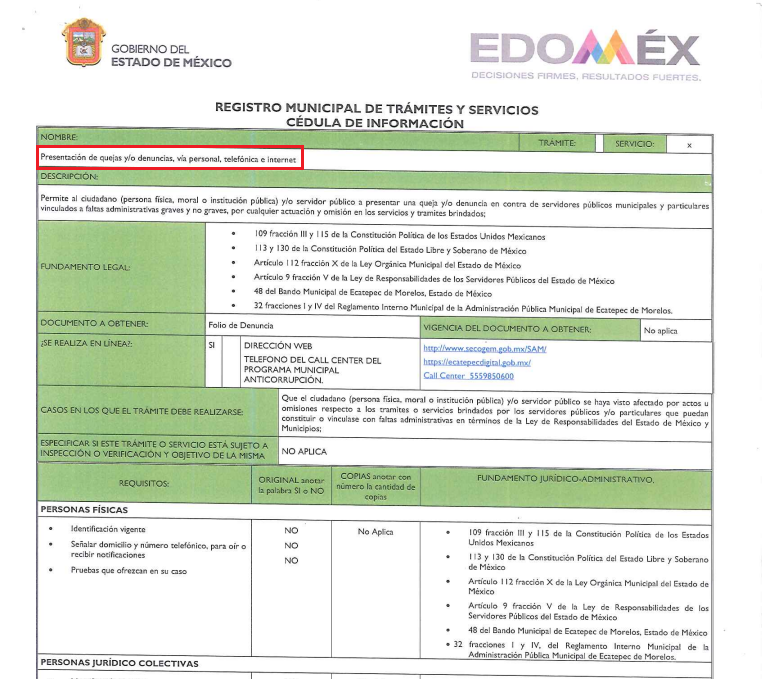 GOBIERNO DEL
ESTADO DE MÉXICO
EDOMÉX
DECISIONES FIRMES, RESULTADOS FUERTES.
REGISTRO MUNICIPAL DE TRÁMITES Y SERVICIOS
CÉDULA DE INFORMACIÓN
NOMBRE: TRÁMITE: SERVICIO: x
Presentación de quejas y/o denuncias, vía personal, telefónica e internet
DESCRIPCIÓN:
Permite al ciudadano (persona física, moral o institución pública) y/o servidor público a presentar una queja y/o denuncia en contra de servidores públicos municipales y particulares
vinculados a faltas administrativas graves y no graves, por cualquier actuación y omisión en los servicios y tramites brindados;
FUNDAMENTO LEGAL:
• 109 fracción III y 115 de la Constitución Política de los Estados Unidos Mexicanos
• 113 y 130 de la Constitución Política del Estado Libre y Soberano de México
• Artículo 112 fracción X de la Ley Orgánica Municipal del Estado de México
• Artículo 9 fracción V de la Ley de Responsabilidades de los Servidores Públicos del Estado de México
• 48 del Bando Municipal de Ecatepec de Morelos, Estado de México
• 32 fracciones I y IV del Reglamento Interno Municipal de la Administración Pública Municipal de Ecatepec de Morelos.
DOCUMENTO A OBTENER: Folio de Denuncia VIGENCIA DEL DOCUMENTO A OBTENER: No aplica
¿SE REALIZA EN LÍNEA?: SI DIRECCIÓN WEB
TELEFONO DEL CALL CENTER DEL
PROGRAMA MUNICIPAL
ANTICORRUPCIÓN.
http://www.secogem.gob.mx/SAM/
https://ecatepecdigital.gob.mx/
Call Center 5559850600
CASOS EN LOS QUE EL TRÁMITE DEBE REALIZARSE:
Que el ciudadano (persona física, moral o institución pública) y/o servidor público se haya visto afectado por actos u
omisiones respecto a los tramites o servicios brindados por los servidores públicos y/o particulares que puedan
constituir o vincularse con faltas administrativas en términos de la Ley de Responsabilidades del Estado de México y
Municipios;
ESPECIFICAR SI ESTE TRÁMITE O SERVICIO ESTÁ SUJETO A
INSPECCIÓN O VERIFICACIÓN Y OBJETIVO DE LA MISMA
NO APLICA
REQUISITOS:
ORIGINAL anotar
la palabra SI o NO
COPIAS anotar con
número la cantidad de
copias
FUNDAMENTO JURÍDICO-ADMINISTRATIVO.
PERSONAS FÍSICAS
• Identificación vigente
• Señalar domicilio y número telefónico, para oír o
recibir notificaciones
• Pruebas que ofrezcan en su caso
NO
NO
NO
No Aplica
• 109 fracción III y 115 de la Constitución Política de los Estados
Unidos Mexicanos
• 113 y 130 de la Constitución Política del Estado Libre y Soberano
de México
• Artículo 112 fracción X de la Ley Orgánica Municipal del Estado de
México
• Artículo 9 fracción V de la Ley de Responsabilidades de los
Servidores Públicos del Estado de México
• 48 del Bando Municipal de Ecatepec de Morelos, Estado de México
• 32 fracciones I y IV, del Reglamento Interno Municipal de la
Administración Pública Municipal de Ecatepec de Morelos.
PERSONAS JURÍDICO COLECTIVAS